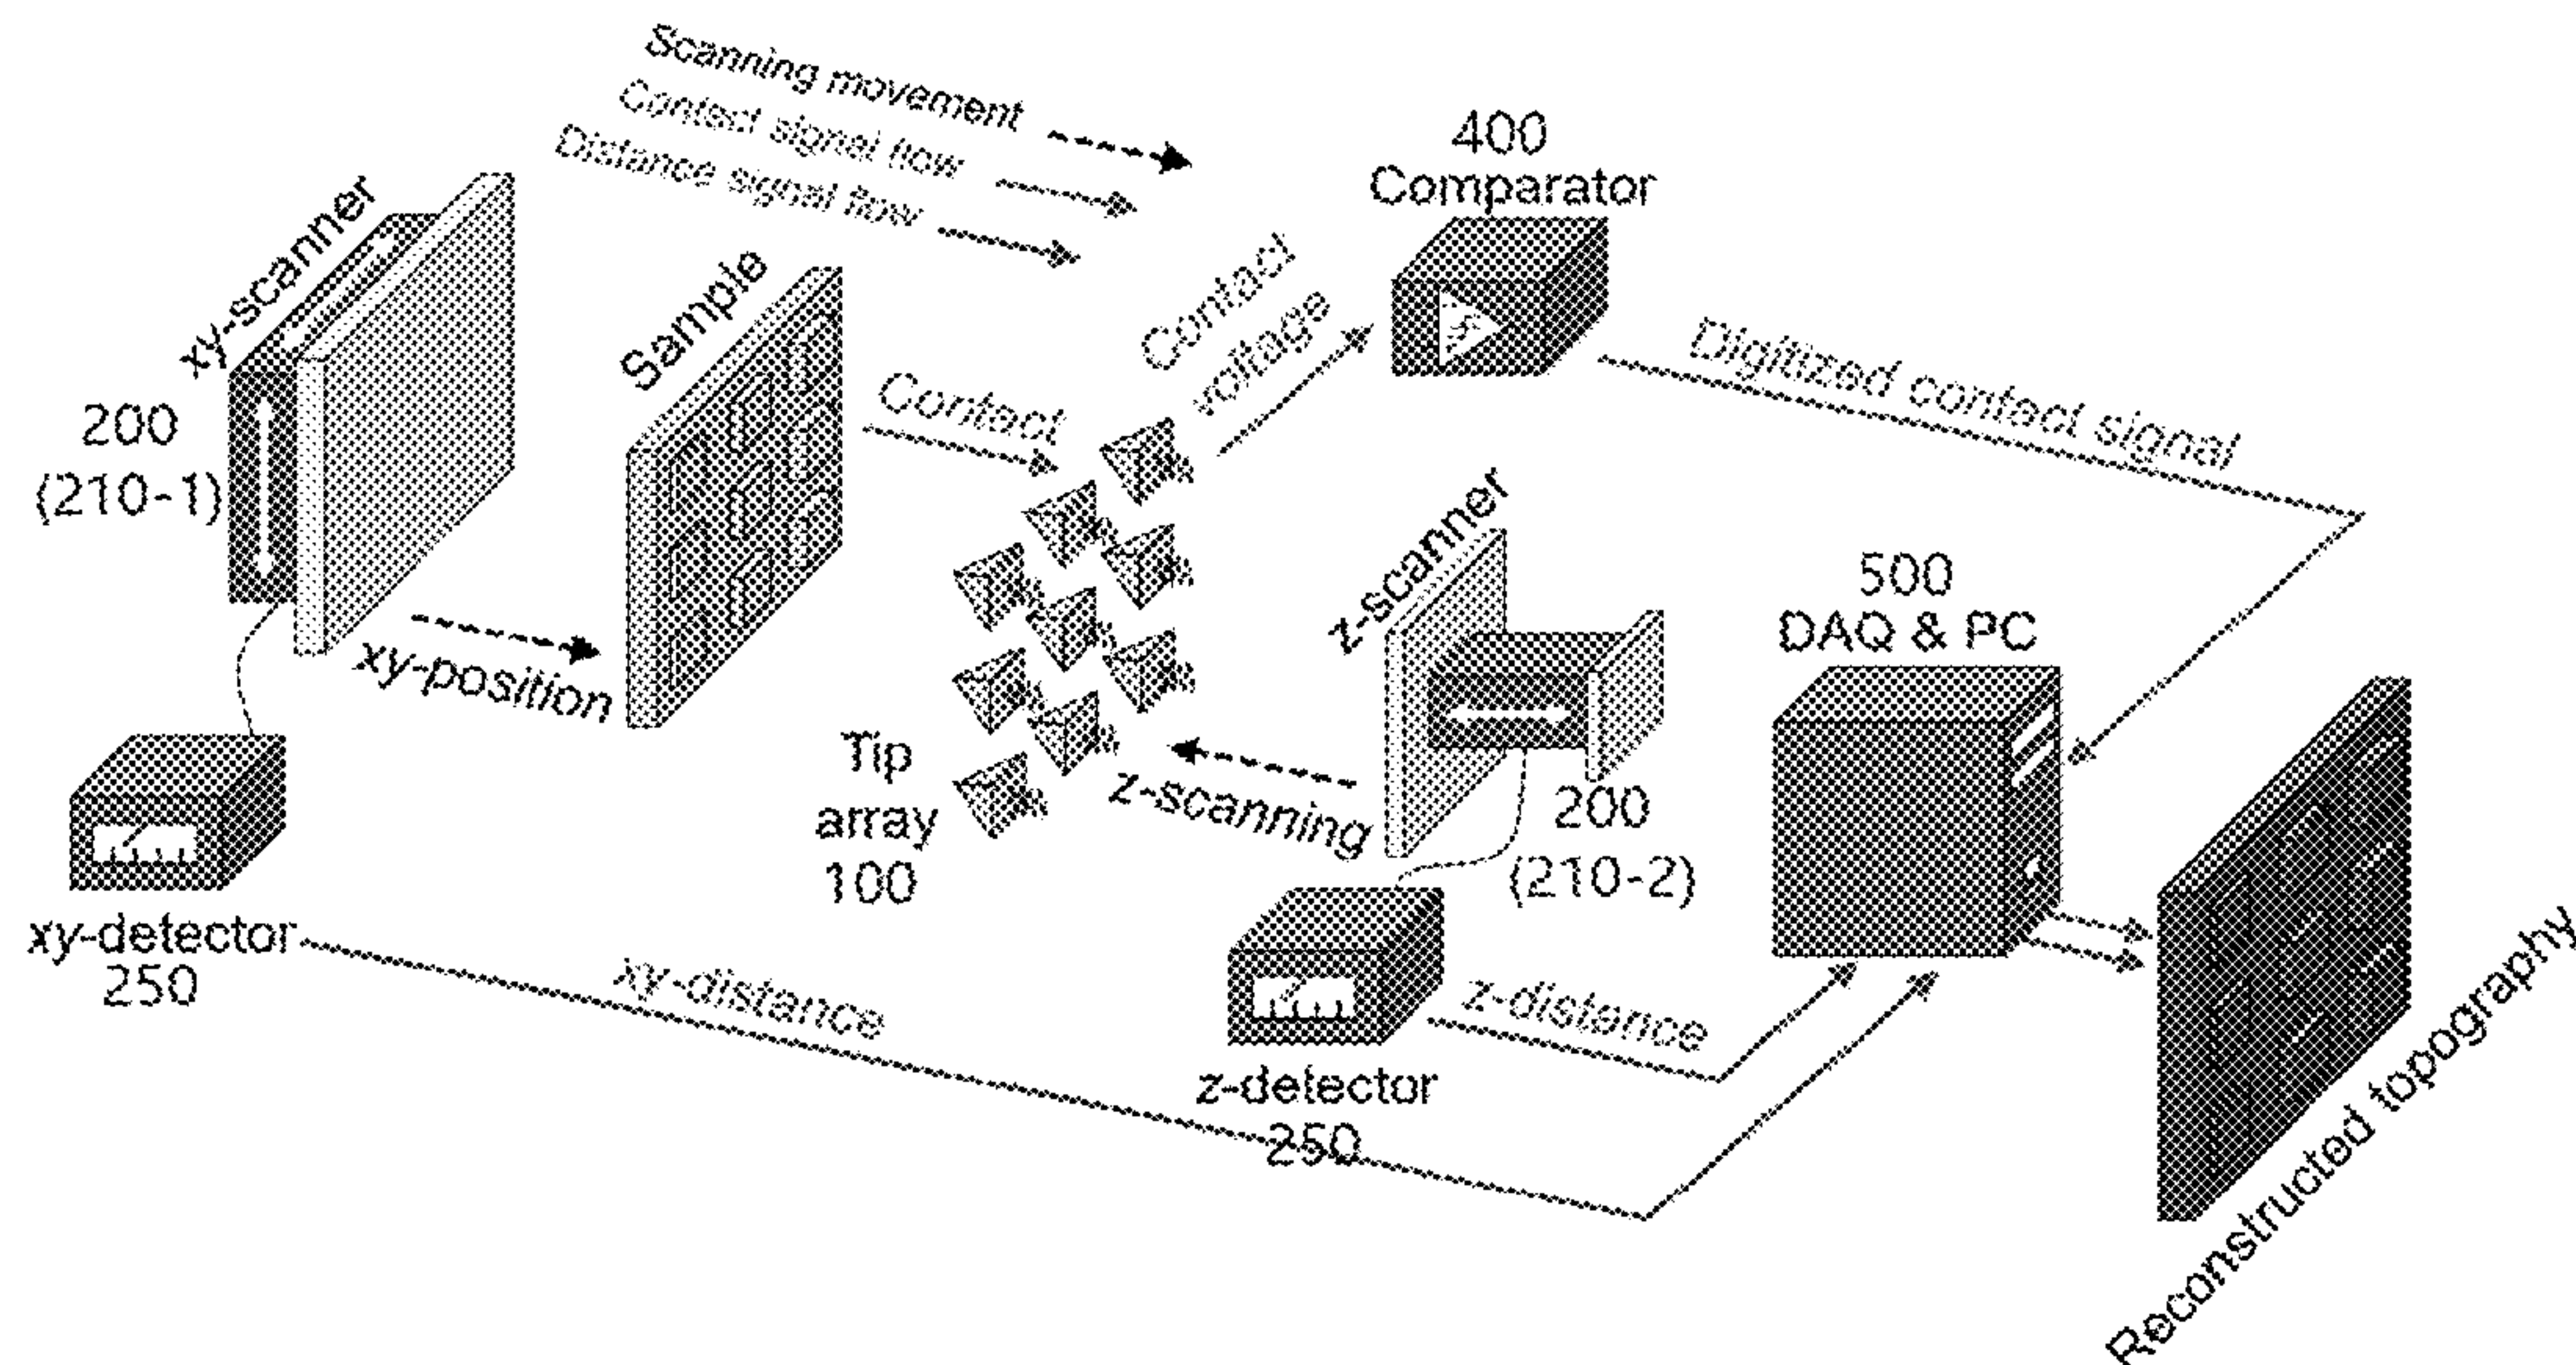 Scanning movement
Contact signal flow
Distance signal flow
400
Comparator
xy-scanner
200
(210-1)
Sample
Contact
Contact
voltage
Digitized contact signal
xy-position
z-scanner
500
DAQ & PC
Tip
array
100
z-scanning
200
(210-2)
xy-detector
250
xy-distance
z-distance
z-detector
250
Reconstructed topography